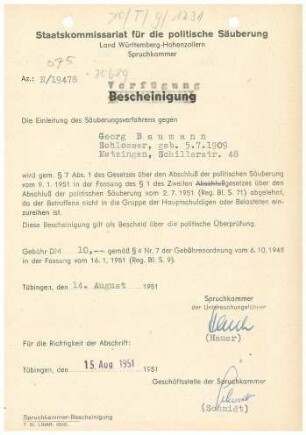 10/T/G/1231
Staatskommissariat für die politische Säuberung
Land Württemberg-Hohenzollern
Spruchkammer
075
30689
Az.: H/19478
Verfügung
Bescheinigung
Die Einleitung des Säuberungsverfahrens gegen
Georg Baumann
Schlosser, geb. 5.7.1909
Metzingen, Schillerstr. 48
wird gem. § 7 Abs. 1 des Gesetzes über den Abschluß der politischen Säuberung
vom 9.1. 1951 in der Fassung des § 1 des Zweiten Abschlußgesetzes über den
Abschluß der politischen Säuberung vom 2.7. 1951 (Reg. Bl. S. 71) abgelehnt, da
der Betroffene nicht in die Gruppe der Hauptschuldigen oder Belasteten einzureihen ist.
Diese Bescheinigung gilt als Bescheid über die politische Überprüfung.
Gebühr DM 10,-- gemäß § 4 Nr. 7 der Gebührenordnung vom 6.10. 1948
in der Fassung vom 16.1. 1951 (Reg. Bl. S. 9).
Tübingen, den 14. August 1951
Spruchkammer
der Untersuchungsführer
(Hauer)
Für die Richtigkeit der Abschrift:
Tübingen, den 15. Aug 1951
Geschäftsstelle der Spruchkammer
(Schmidt)
Spruchkammer-Bescheinigung